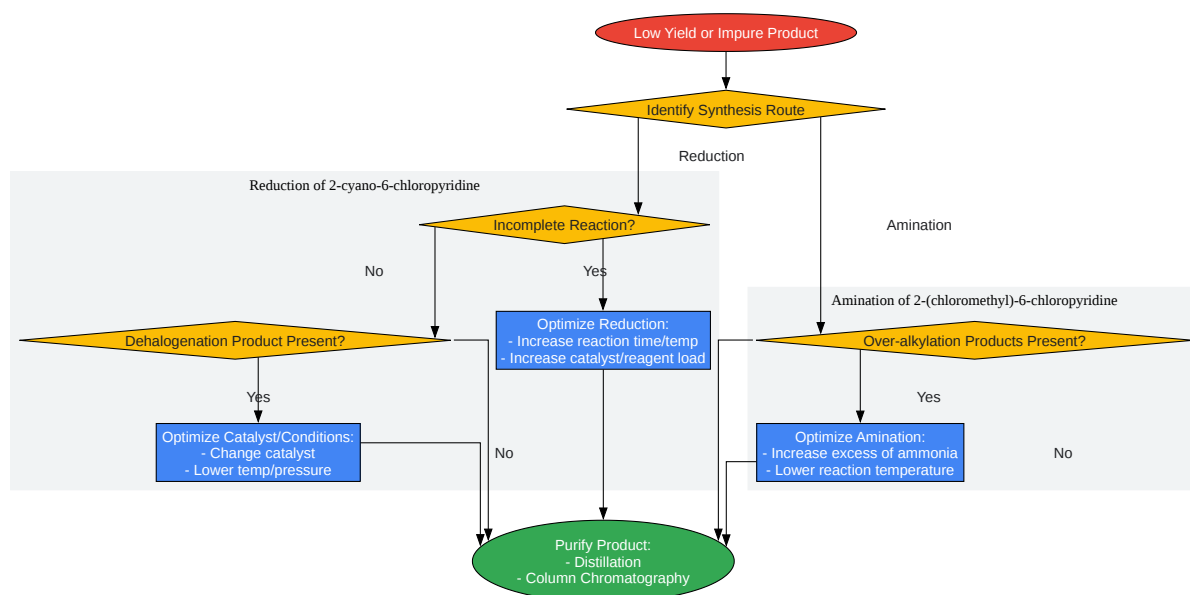 Low Yield or Impure Product
Identify Synthesis Route
Reduction
Reduction of 2-cyano-6-chloropyridine
Incomplete Reaction?
Amination
No
Yes
Amination of 2-(chloromethyl)-6-chloropyridine
Dehalogenation Product Present?
Optimize Reduction:
- Increase reaction time/temp
- Increase catalyst/reagent load
Over-alkylation Products Present?
Yes
Yes
Optimize Catalyst/Conditions:
- Change catalyst
- Lower temp/pressure
No
Optimize Amination:
- Increase excess of ammonia
- Lower reaction temperature
No
Purify Product:
- Distillation
- Column Chromatography